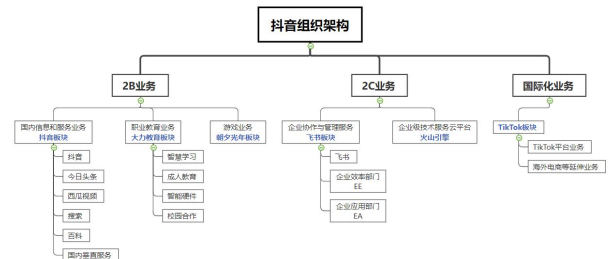 抖音组织架构
2B业务
2C业务
国际化业务
国内信息和服务业务
抖音板块
职业教育业务
大力教育板块
游戏业务
朝夕光年板块
企业协作与管理服务
飞书板块
企业级技术服务云平台
火山引擎
TikTok板块
抖音
今日头条
西瓜视频
搜索
百科
国内垂直服务
智慧学习
成人教育
智能硬件
校园合作
飞书
企业效率部门
EE
企业应用部门
EA
TikTok平台业务
海外电商等延伸业务